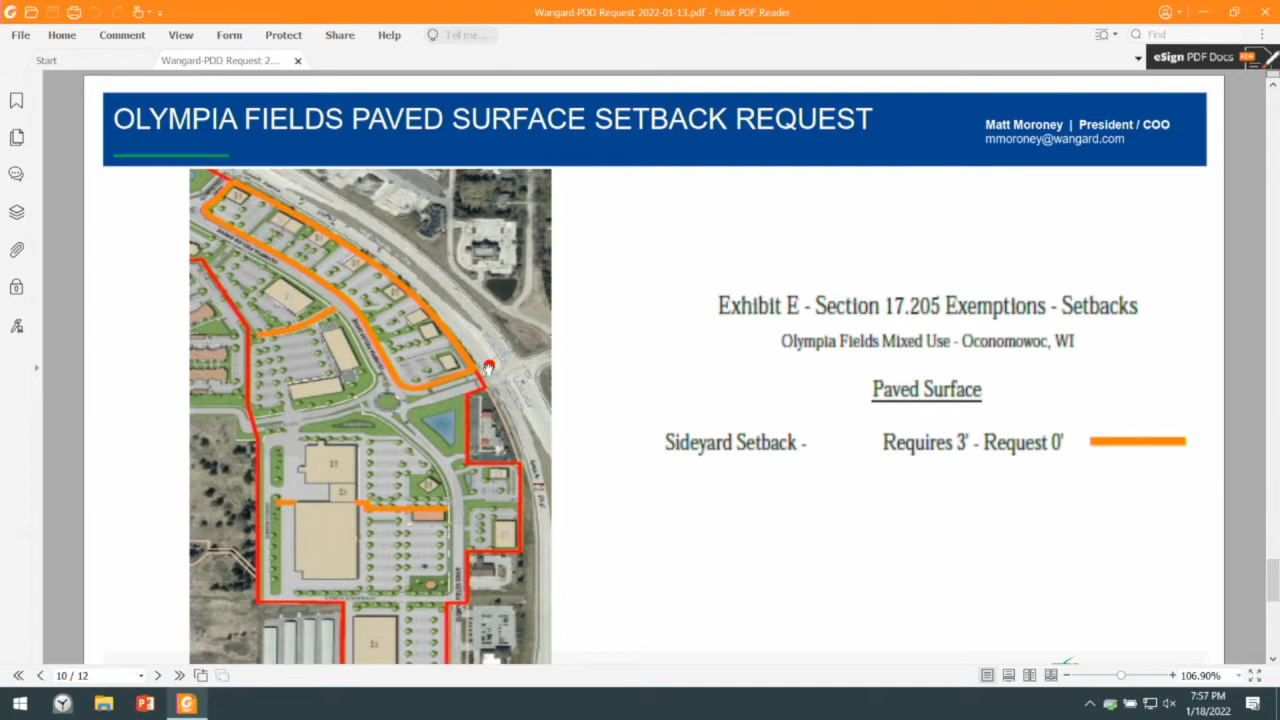 Wangard-PDD Request 2022-01-13.pdf - Foxit PDF Reader
File Home Comment View Form Protect Share Help Tell me... Find
Start Wangard-PDD Request 2... eSign PDF Docs
OLYMPIA FIELDS PAVED SURFACE SETBACK REQUEST
Matt Moroney | President / COO
mmoroney@wangard.com
Exhibit E - Section 17.205 Exemptions - Setbacks
Olympia Fields Mixed Use - Oconomowoc, WI
Paved Surface
Sideyard Setback - Requires 3' - Request 0'
10 / 12
106.90%
7:57 PM
1/18/2022